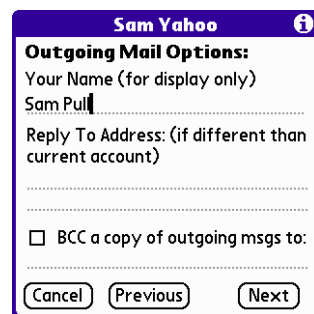 Sam Yahoo
Outgoing Mail Options:
Your Name (for display only)
Sam Pull
Reply To Address: (if different than
current account)
BCC a copy of outgoing msgs to:
Cancel Previous Next